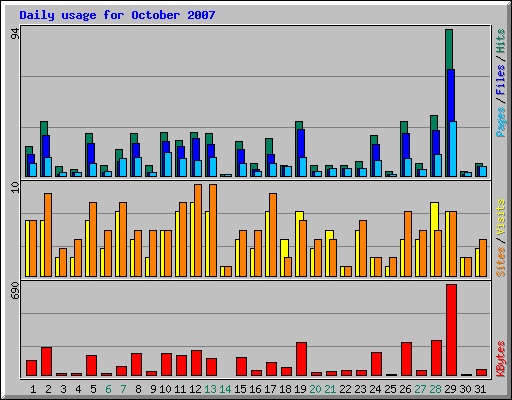 Daily usage for October 2007
94
Pages / Files / Hits
10
Sites / Visits
690
KBytes
1 2 3 4 5 6 7 8 9 10 11 12 13 14 15 16 17 18 19 20 21 22 23 24 25 26 27 28 29 30 31